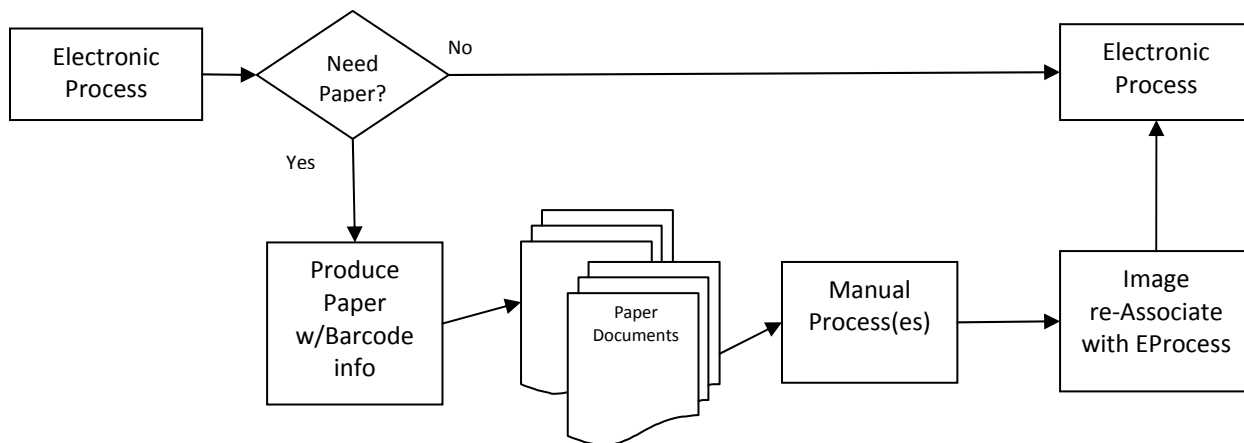 Electronic
Process
Need
Paper?
No
Electronic
Process
Yes
Produce
Paper
w/Barcode
info
Paper
Documents
Manual
Process(es)
Image
re-Associate
with EProcess